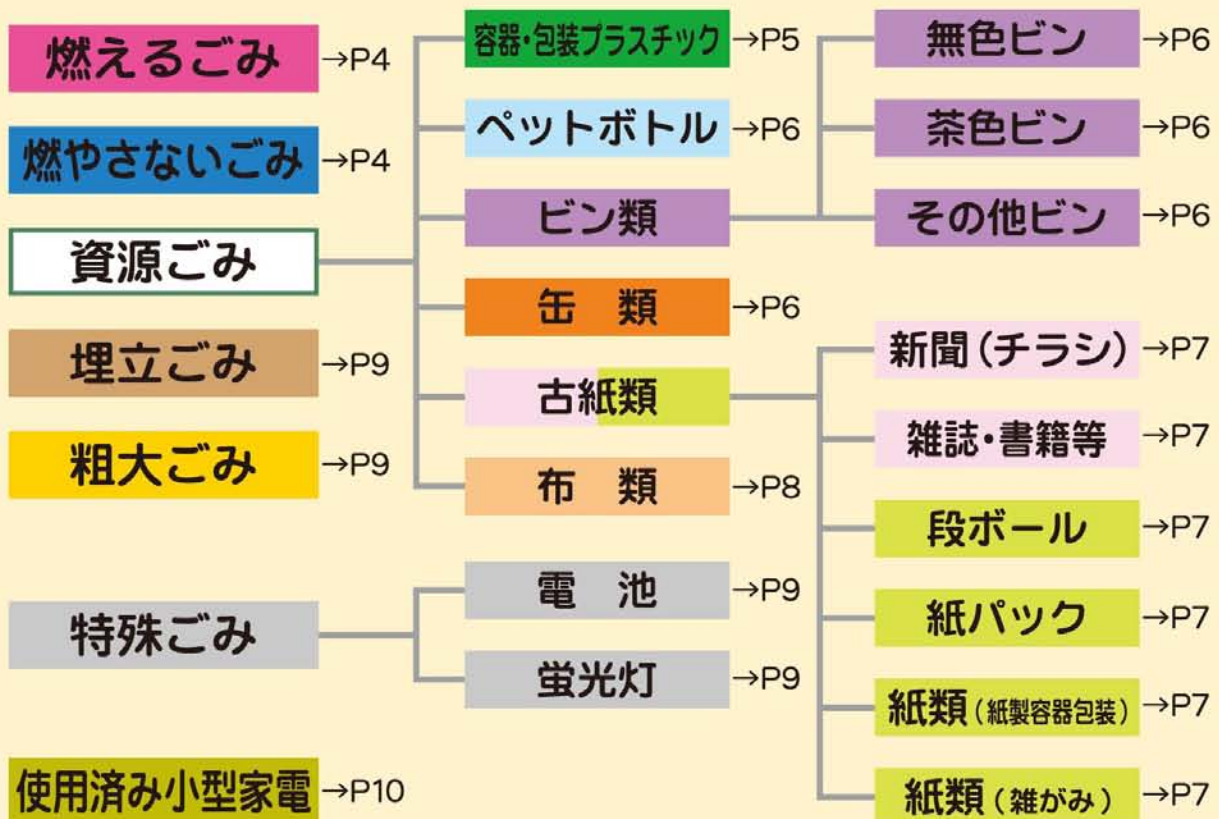 燃えるごみ →P4
燃やさないごみ →P4
資源ごみ
埋立ごみ →P9
粗大ごみ →P9
特殊ごみ
使用済み小型家電 →P10
容器・包装プラスチック →P5
ペットボトル →P6
ビン類
缶　類 →P6
古紙類
布　類 →P8
電　池 →P9
蛍光灯 →P9
無色ビン →P6
茶色ビン →P6
その他ビン →P6
新聞(チラシ) →P7
雑誌・書籍等 →P7
段ボール →P7
紙パック →P7
紙類(紙製容器包装) →P7
紙類(雑がみ) →P7